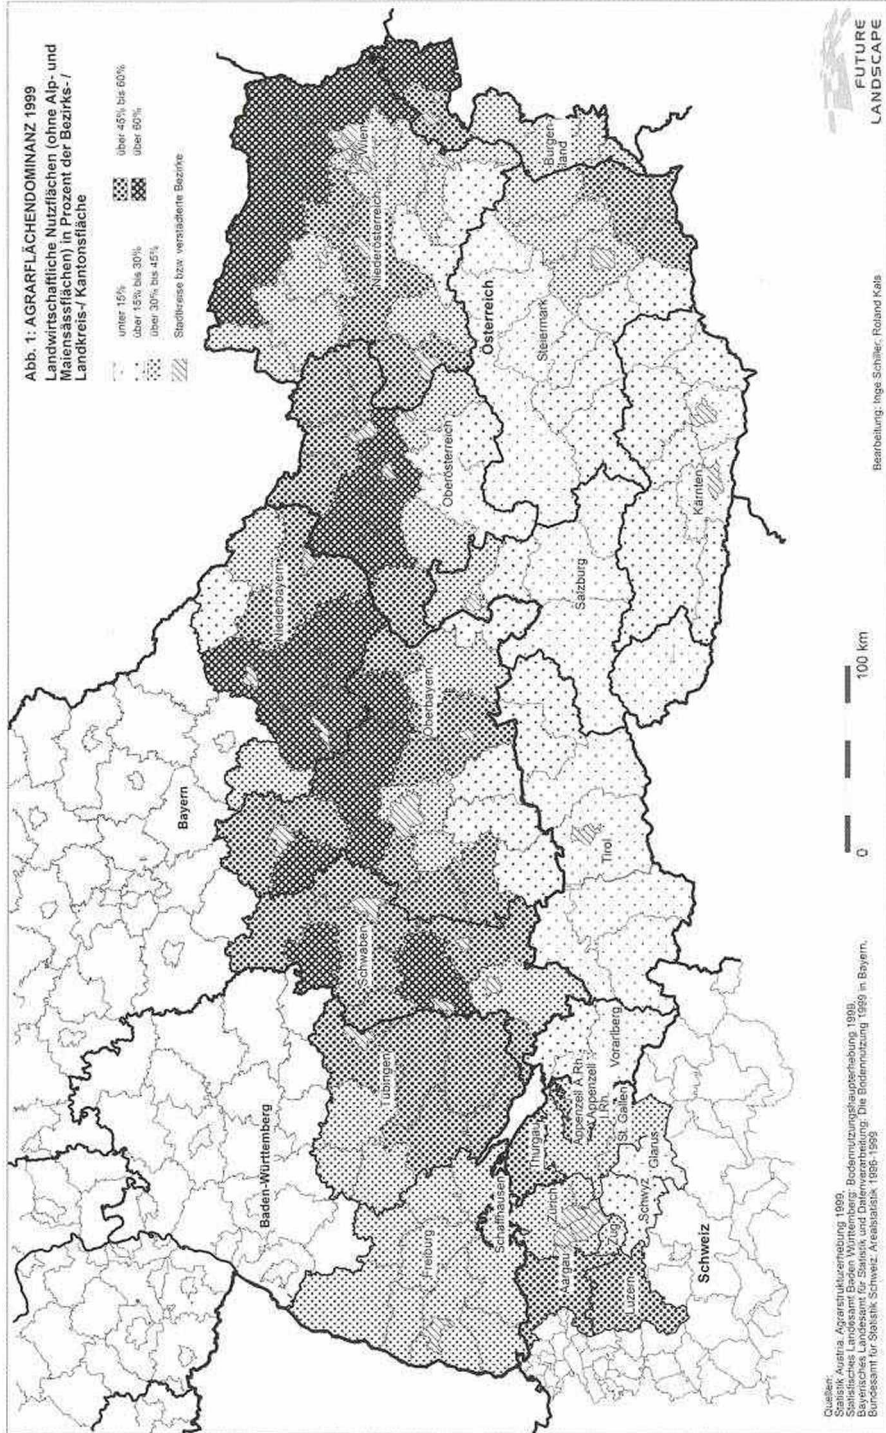 Abb. 1: AGRARFLÄCHENDOMINANZ 1999
Landwirtschaftliche Nutzflächen (ohne Alp- und
Maiensässflächen) in Prozent der Bezirks- /
Landkreis-/ Kantonsfläche
unter 15%
über 15% bis 30%
über 30% bis 45%
über 45% bis 60%
über 60%
Stadtkreise bzw. verstädterte Bezirke
Bayern
Baden-Württemberg
Niederbayern
Oberbayern
Schwaben
Tübingen
Freiburg
Wien
Niederösterreich
Burgen-
land
Österreich
Oberösterreich
Steiermark
Salzburg
Kärnten
Tirol
Vorarlberg
Schaffhausen
Thurgau
Appenzell A.Rh.
Appenzell
I.Rh.
St. Gallen
Zürich
Aargau
Zug
Schwyz
Glarus
Luzern
Schweiz
0
100 km
Quellen:
Statistik Austria, Agrarstrukturerhebung 1999,
Statistisches Landesamt Baden Württemberg: Bodennutzungshaupterhebung 1999,
Bayerisches Landesamt für Statistik und Datenverarbeitung: Die Bodennutzung 1999 in Bayern,
Bundesamt für Statistik Schweiz: Arealstatistik 1996-1999
Bearbeitung: Inge Schiller, Roland Kals
FUTURE
LANDSCAPE